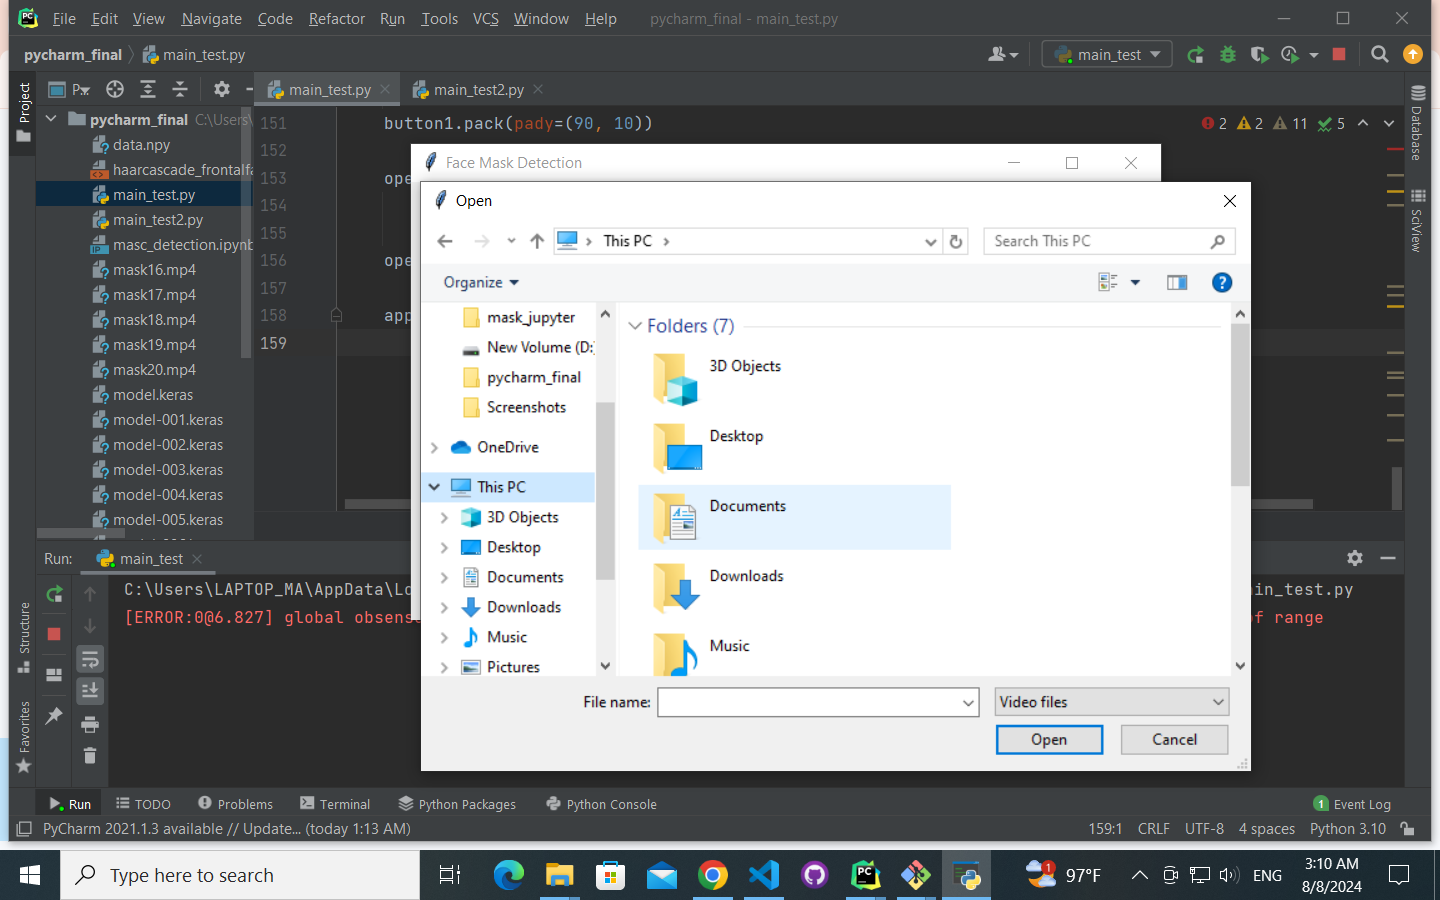 File Edit View Navigate Code Refactor Run Tools VCS Window Help pycharm_final - main_test.py
pycharm_final main_test.py main_test
Project P... main_test.py main_test2.py
pycharm_final C:\Users\
data.npy
haarcascade_frontalfa
main_test.py
main_test2.py
masc_detection.ipynb
mask16.mp4
mask17.mp4
mask18.mp4
mask19.mp4
mask20.mp4
model.keras
model-001.keras
model-002.keras
model-003.keras
model-004.keras
model-005.keras
151 button1.pack(pady=(90, 10))
152
153 ope
154
155
156 ope
157
158 app
159
2 2 11 5
Database
SciView
Face Mask Detection
Open
This PC
Search This PC
Organize
mask_jupyter
New Volume (D:)
pycharm_final
Screenshots
OneDrive
This PC
3D Objects
Desktop
Documents
Downloads
Music
Pictures
Folders (7)
3D Objects
Desktop
Documents
Downloads
Music
File name:
Video files
Open Cancel
Run: main_test
C:\Users\LAPTOP_MA\AppData\Lo
in_test.py
[ERROR:0@6.827] global obsens
f range
Structure
Favorites
Run TODO Problems Terminal Python Packages Python Console 1 Event Log
PyCharm 2021.1.3 available // Update... (today 1:13 AM) 159:1 CRLF UTF-8 4 spaces Python 3.10
Type here to search
1 97°F ENG
3:10 AM
8/8/2024